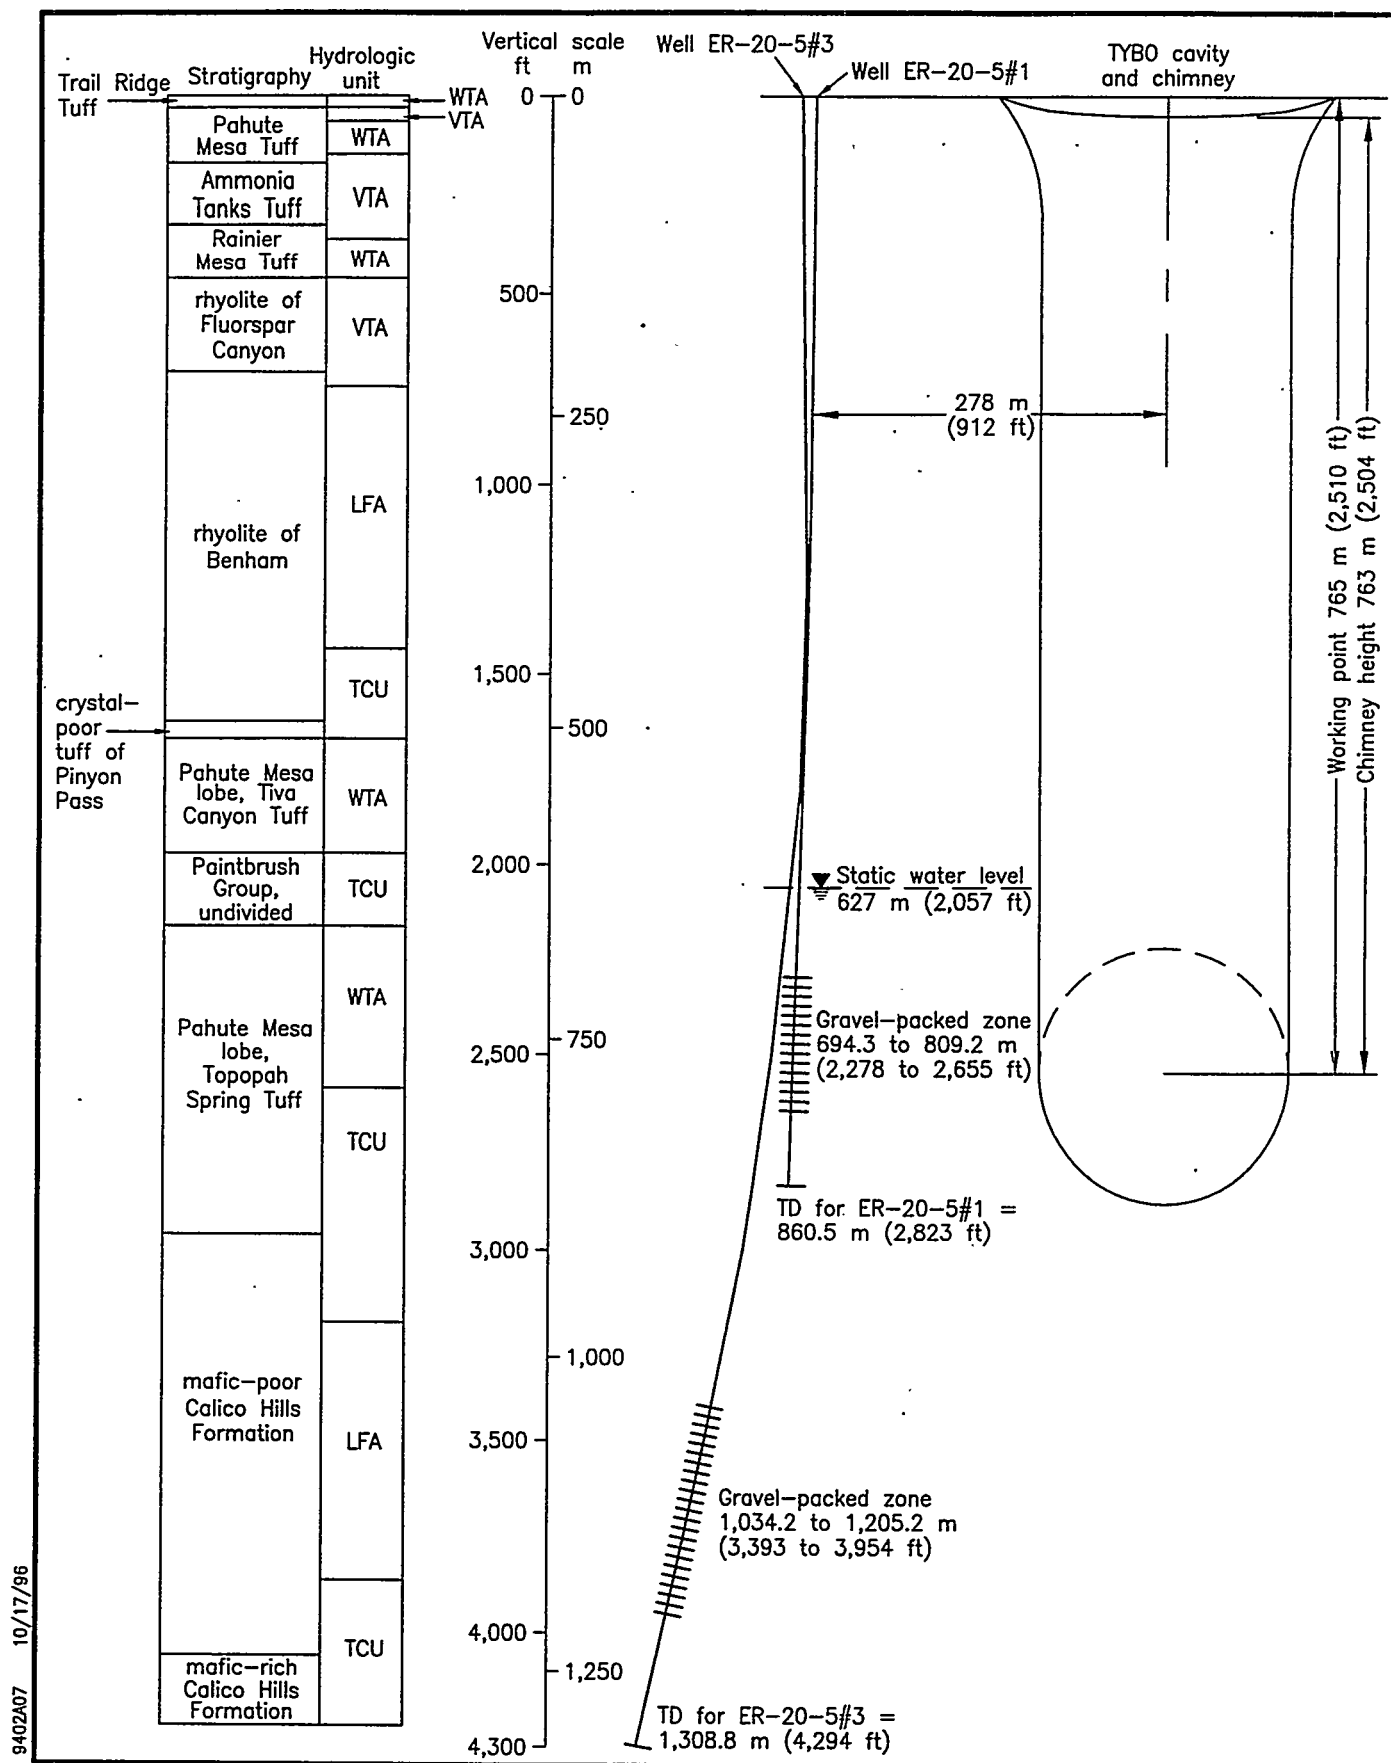 Trail Ridge
Tuff
Stratigraphy
Hydrologic
unit
WTA
VTA
Pahute
Mesa Tuff
WTA
Ammonia
Tanks Tuff
VTA
Rainier
Mesa Tuff
WTA
rhyolite of
Fluorspar
Canyon
VTA
rhyolite of
Benham
LFA
TCU
crystal-
poor
tuff of
Pinyon
Pass
Pahute Mesa
lobe, Tiva
Canyon Tuff
WTA
Paintbrush
Group,
undivided
TCU
Pahute Mesa
lobe,
Topopah
Spring Tuff
WTA
TCU
mafic-poor
Calico Hills
Formation
LFA
TCU
mafic-rich
Calico Hills
Formation
Vertical scale
ft m
0 0
500
250
1,000
1,500
500
2,000
2,500
750
3,000
1,000
3,500
4,000
1,250
4,300
Well ER-20-5#3
Well ER-20-5#1
TYBO cavity
and chimney
278 m
(912 ft)
Working point 765 m (2,510 ft)
Chimney height 763 m (2,504 ft)
Static water level
627 m (2,057 ft)
Gravel-packed zone
694.3 to 809.2 m
(2,278 to 2,655 ft)
TD for ER-20-5#1 =
860.5 m (2,823 ft)
Gravel-packed zone
1,034.2 to 1,205.2 m
(3,393 to 3,954 ft)
TD for ER-20-5#3 =
1,308.8 m (4,294 ft)
9402A07 10/17/96